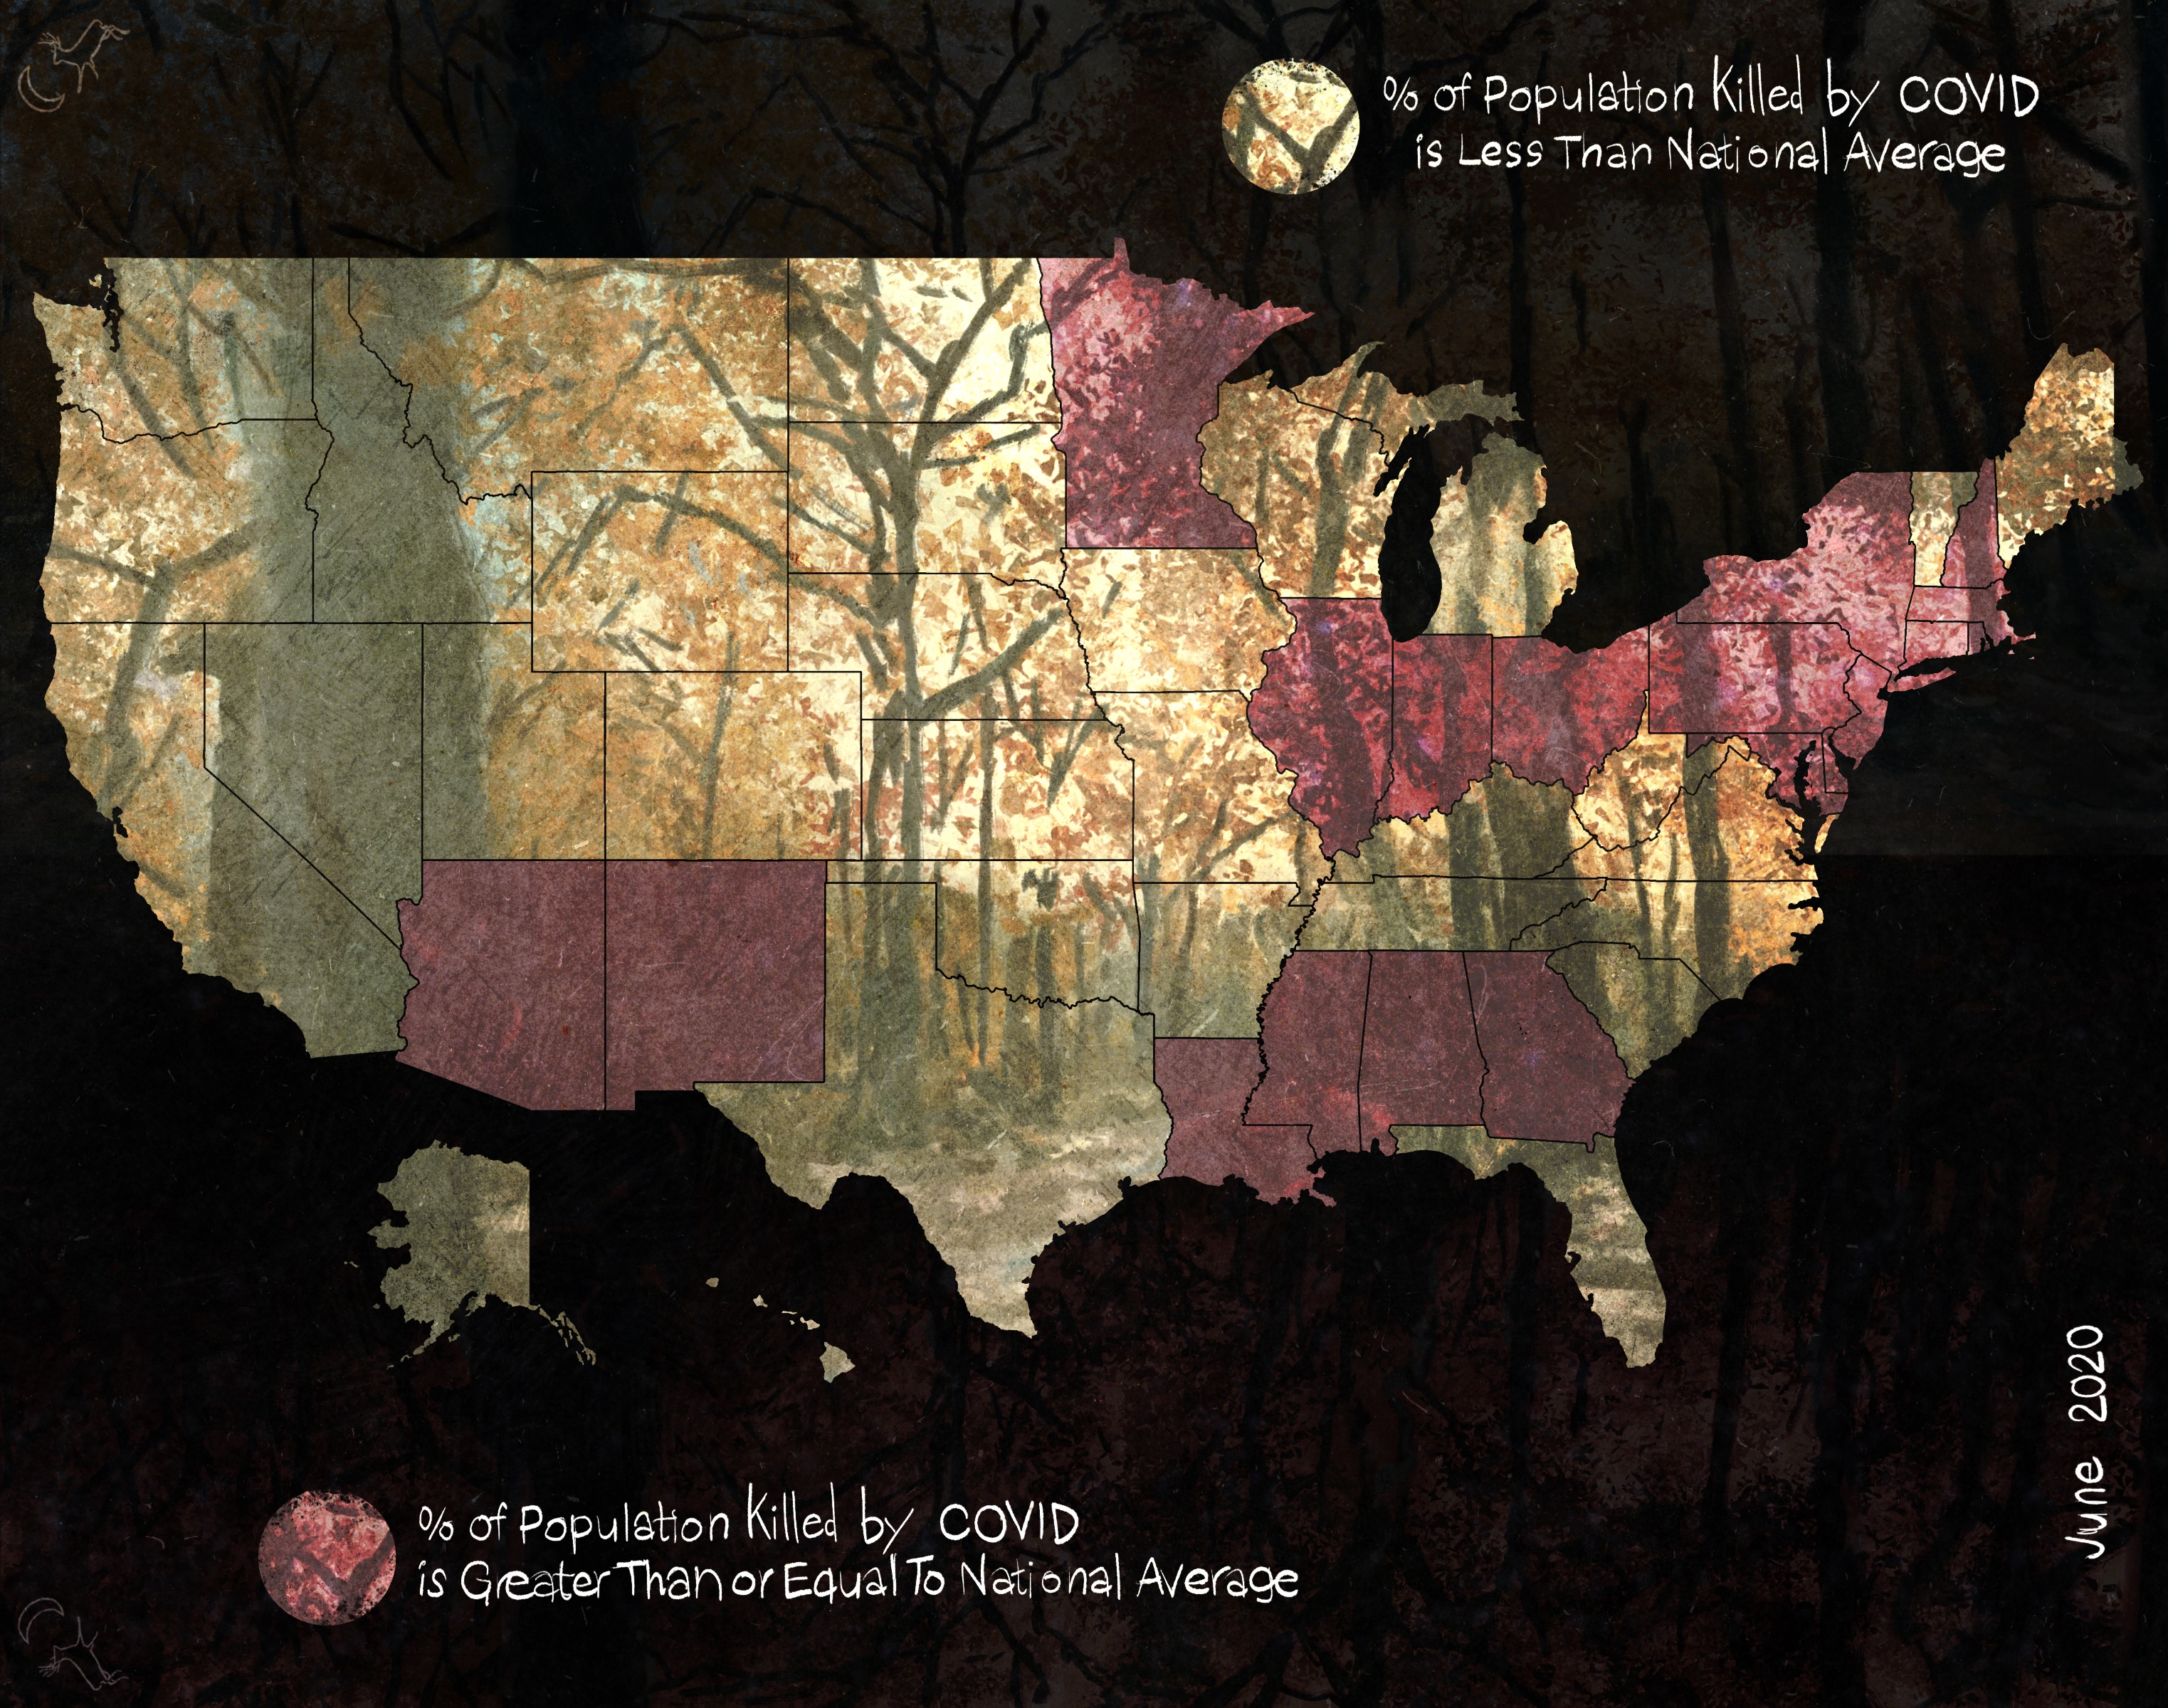 % of Population Killed by COVID
is Less Than National Average
June 2020
% of Population Killed by COVID
is Greater Than or Equal To National Average